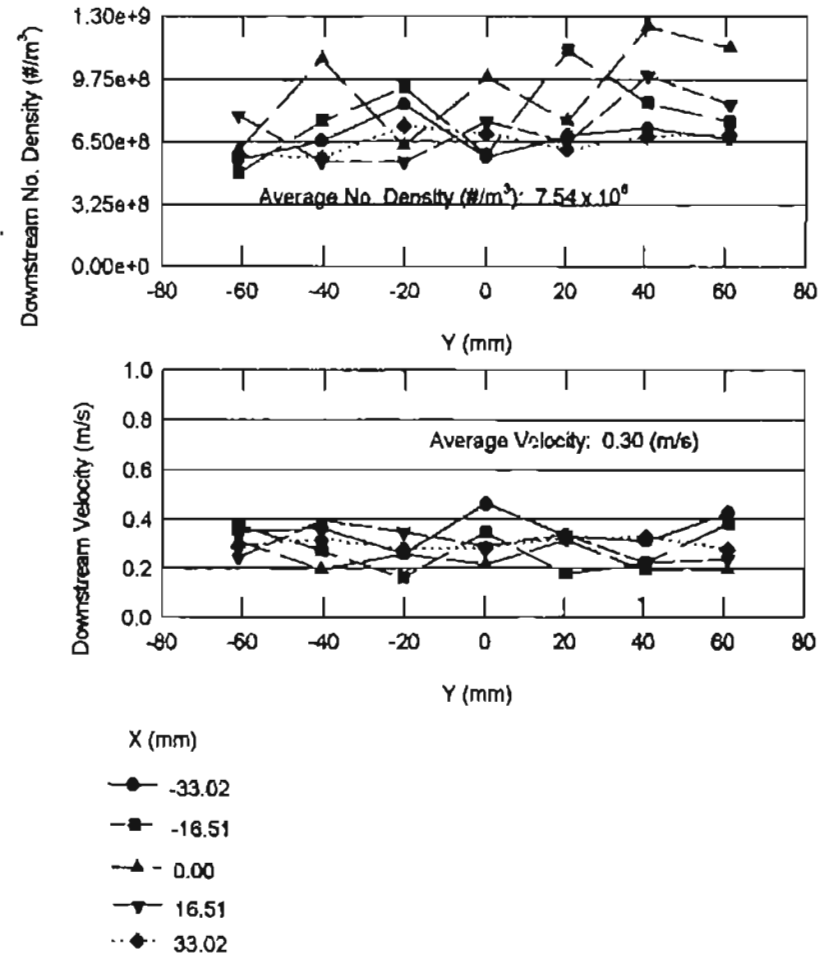 Downstream No. Density (#/m³)
1.30e+9
9.75e+8
6.50e+8
3.25e+8
0.00e+0
Average No. Density (#/m³): 7.54 x 10⁸
-80 -60 -40 -20 0 20 40 60 80
Y (mm)
Downstream Velocity (m/s)
1.0
0.8
0.6
0.4
0.2
0.0
Average Velocity: 0.30 (m/s)
-80 -60 -40 -20 0 20 40 60 80
Y (mm)
X (mm)
-33.02
-16.51
0.00
16.51
33.02